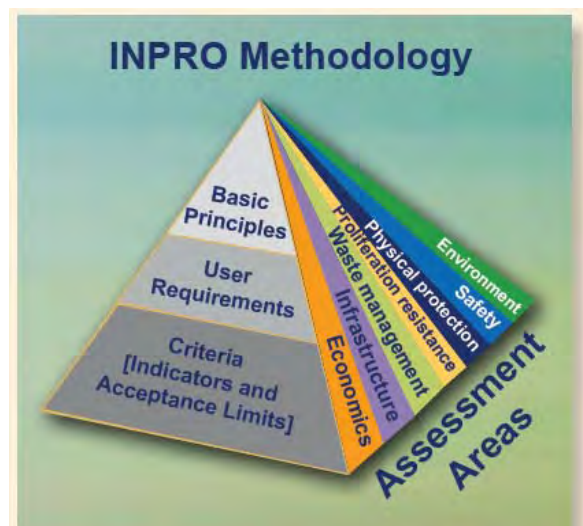 INPRO Methodology
Basic
Principles
User
Requirements
Criteria
[Indicators and
Acceptance Limits]
Economics
Infrastructure
Waste management
Proliferation resistance
Physical protection
Safety
Environment
Assessment
Areas